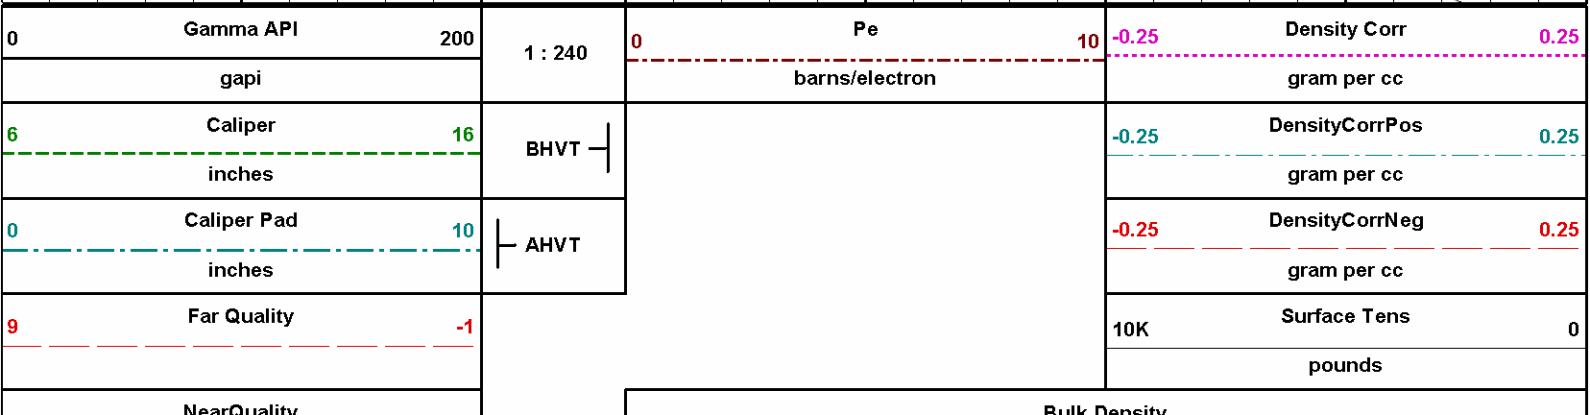 Gamma API
0 200
gapi
1 : 240
Pe
0 10
barns/electron
Density Corr
-0.25 0.25
gram per cc
Caliper
6 16
inches
BHVT
DensityCorrPos
-0.25 0.25
gram per cc
Caliper Pad
0 10
inches
AHVT
DensityCorrNeg
-0.25 0.25
gram per cc
Far Quality
9 -1
Surface Tens
10K 0
pounds
NearQuality
Bulk Density